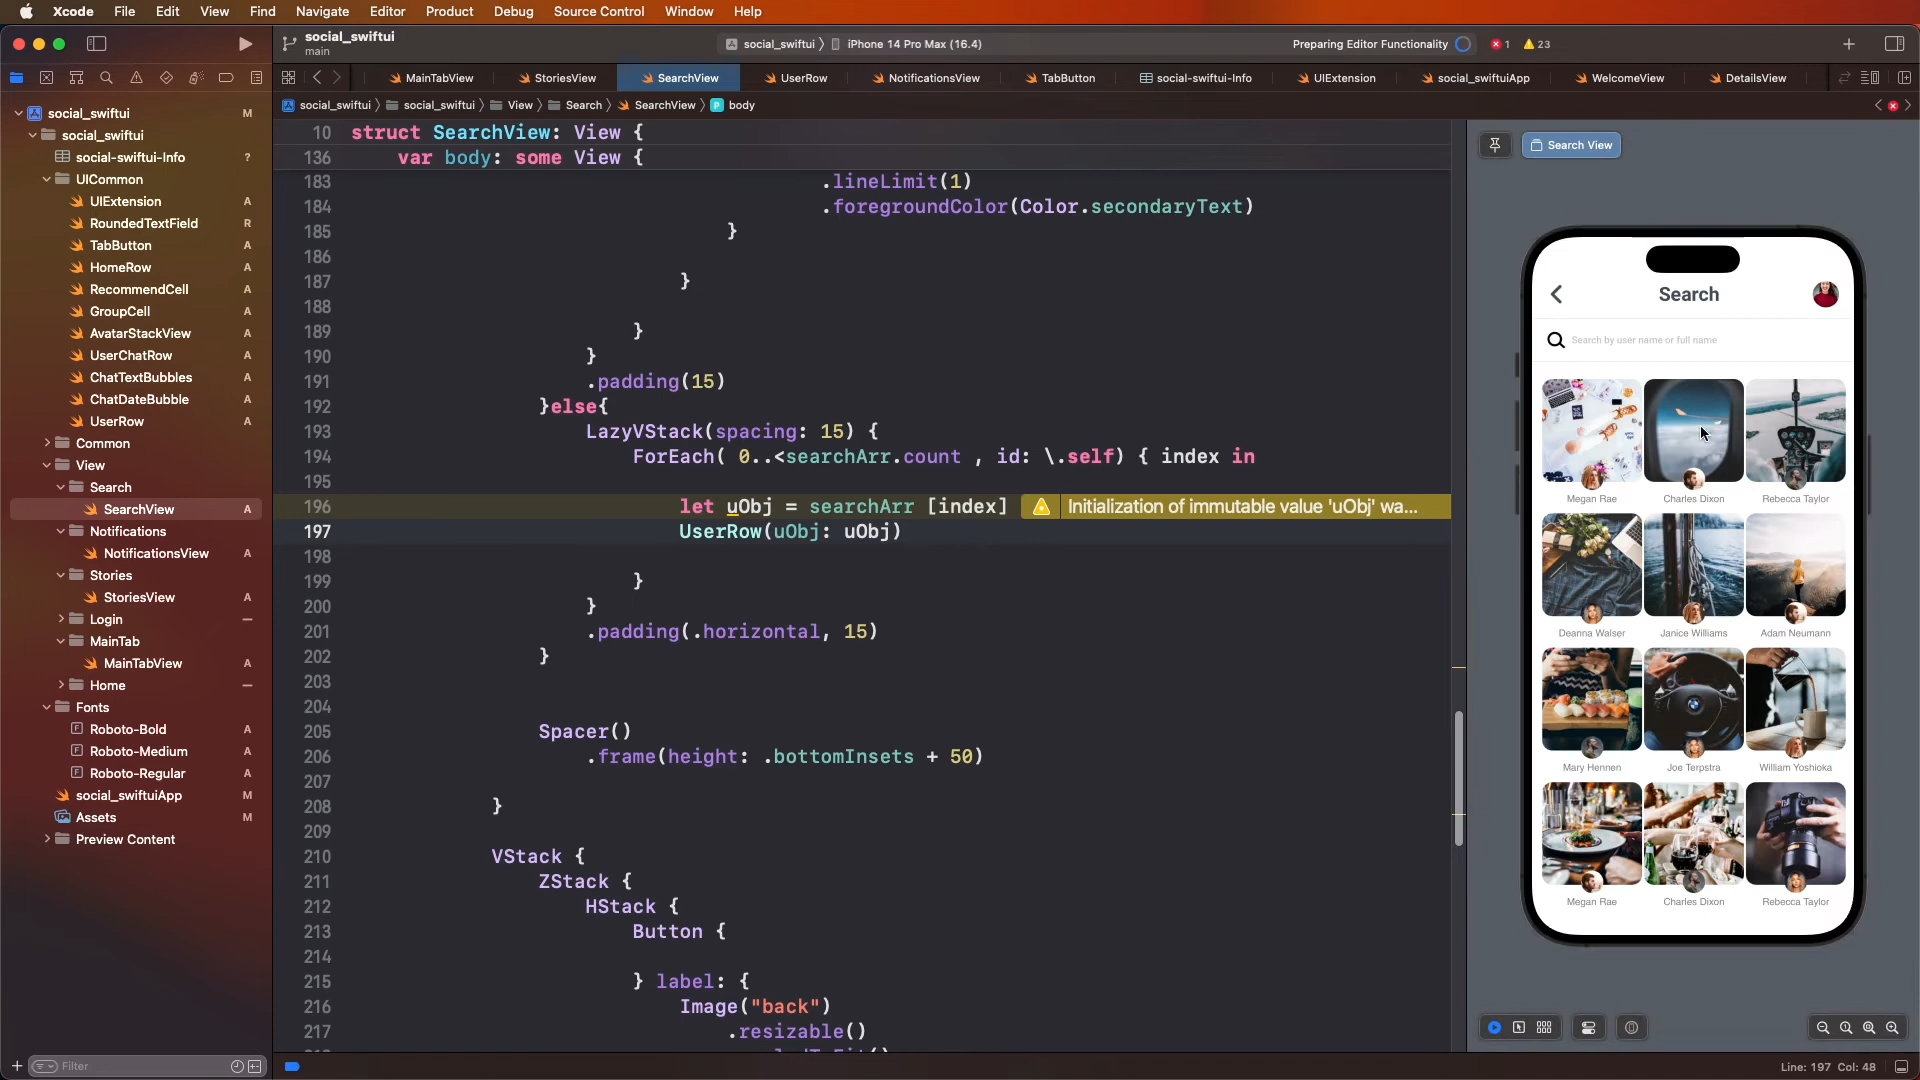 Xcode File Edit View Find Navigate Editor Product Debug Source Control Window Help
social_swiftui
main
social_swiftui iPhone 14 Pro Max (16.4)
Preparing Editor Functionality 1 23
MainTabView StoriesView SearchView UserRow NotificationsView TabButton social-swiftui-Info UIExtension social_swiftuiApp WelcomeView DetailsView
social_swiftui social_swiftui View Search SearchView body
social_swiftui M
social_swiftui
social-swiftui-Info ?
UICommon
UIExtension A
RoundedTextField R
TabButton A
HomeRow A
RecommendCell A
GroupCell A
AvatarStackView A
UserChatRow A
ChatTextBubbles A
ChatDateBubble A
UserRow A
Common
View
Search
SearchView A
Notifications
NotificationsView A
Stories
StoriesView A
Login
MainTab
MainTabView A
Home
Fonts
Roboto-Bold A
Roboto-Medium A
Roboto-Regular A
social_swiftuiApp M
Assets M
Preview Content
Filter
10 struct SearchView: View {
136 var body: some View {
183 .lineLimit(1)
184 .foregroundColor(Color.secondaryText)
185 }
186
187 }
188
189 }
190 }
191 .padding(15)
192 }else{
193 LazyVStack(spacing: 15) {
194 ForEach( 0..<searchArr.count , id: \.self) { index in
195
196 let uObj = searchArr [index] Initialization of immutable value 'uObj' wa...
197 UserRow(uObj: uObj)
198
199 }
200 }
201 .padding(.horizontal, 15)
202 }
203
204
205 Spacer()
206 .frame(height: .bottomInsets + 50)
207
208 }
209
210 VStack {
211 ZStack {
212 HStack {
213 Button {
214
215 } label: {
216 Image("back")
217 .resizable()
Search View
Search
Search by user name or full name
Megan Rae Charles Dixon Rebecca Taylor
Deanna Walser Janice Williams Adam Neumann
Mary Hennen Joe Terpstra William Yoshioka
Megan Rae Charles Dixon Rebecca Taylor
Line: 197 Col: 48